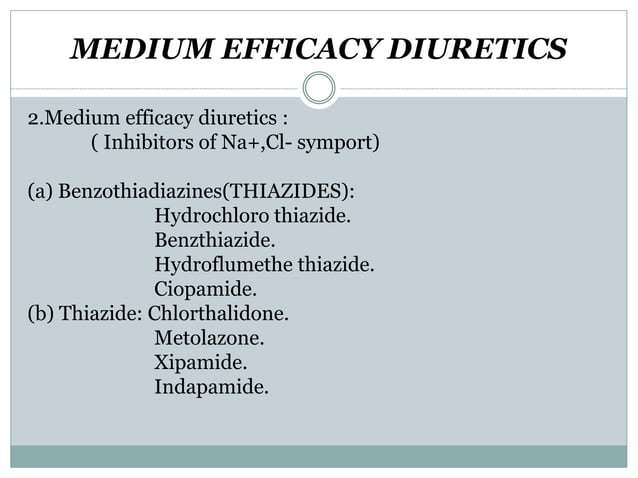 MEDIUM EFFICACY DIURETICS
2.Medium efficacy diuretics :
( Inhibitors of Na+,Cl- symport)
(a) Benzothiadiazines(THIAZIDES):
Hydrochloro thiazide.
Benzthiazide.
Hydroflumethe thiazide.
Ciopamide.
(b) Thiazide: Chlorthalidone.
Metolazone.
Xipamide.
Indapamide.